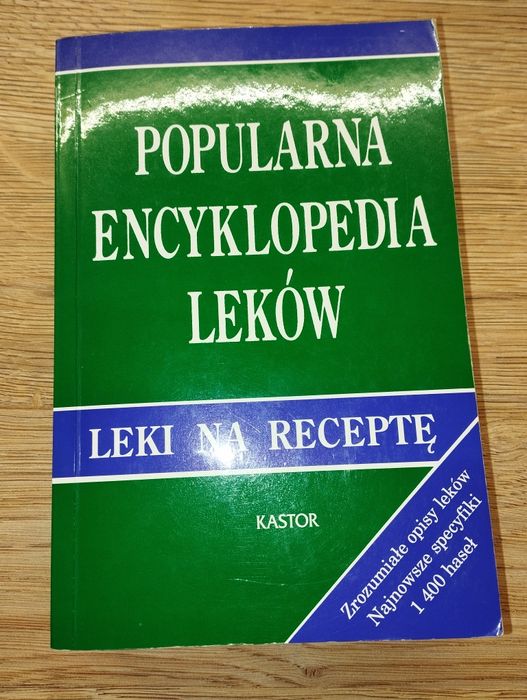 POPULARNA
ENCYKLOPEDIA
LEKÓW
LEKI NA RECEPTĘ
KASTOR
Zrozumiałe opisy leków
Najnowsze specyfiki
1 400 haseł